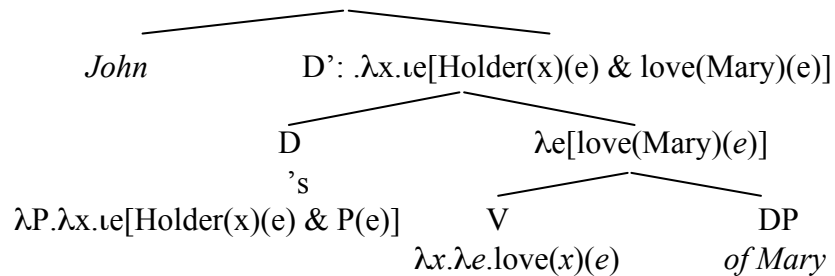 John D’: .λx.ιe[Holder(x)(e) & love(Mary)(e)]
D λe[love(Mary)(e)]
’s
λP.λx.ιe[Holder(x)(e) & P(e)] V DP
λx.λe.love(x)(e) of Mary